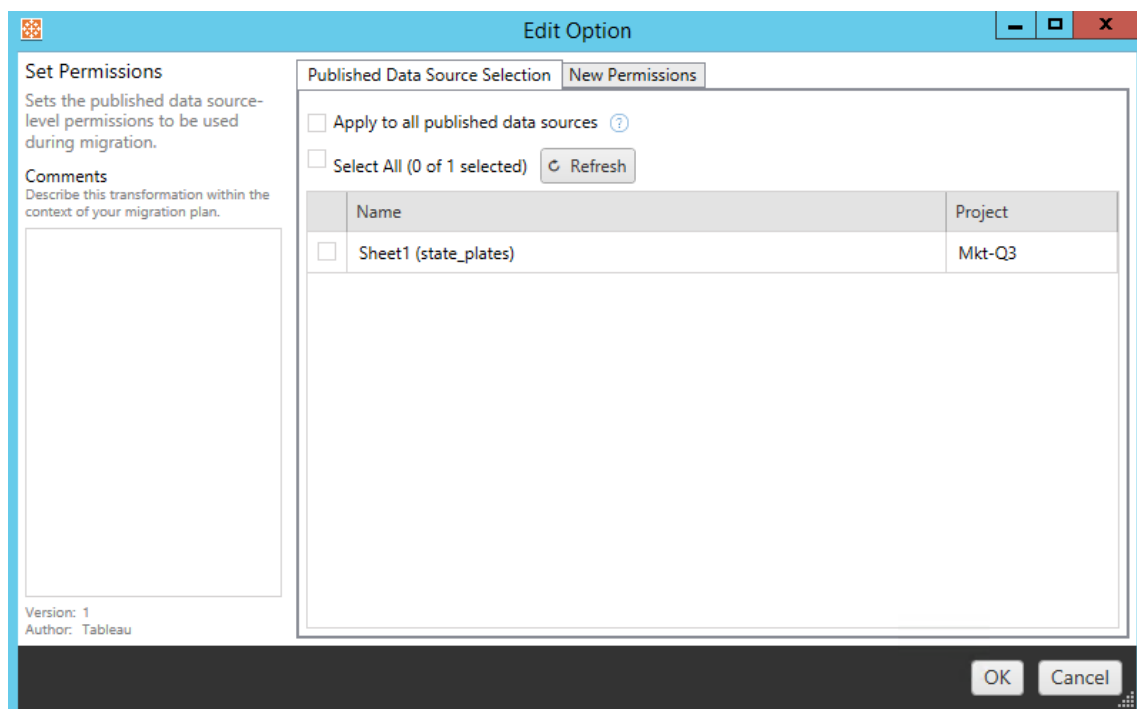 Edit Option
Set Permissions
Sets the published data source-
level permissions to be used
during migration.
Comments
Describe this transformation within the
context of your migration plan.
Version: 1
Author: Tableau
Published Data Source Selection
New Permissions
Apply to all published data sources ?
Select All (0 of 1 selected)
Refresh
Name Project
Sheet1 (state_plates) Mkt-Q3
OK
Cancel